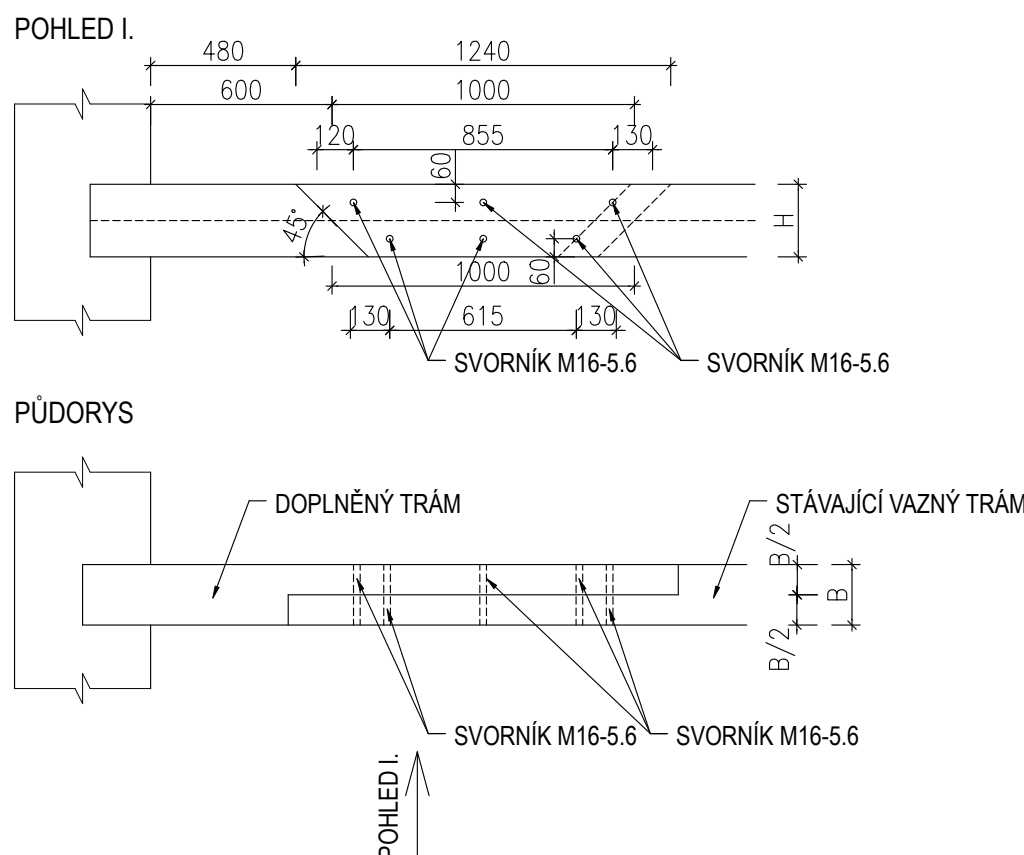 POHLED I.
480 1240
600 1000
120 855 130
60
45°
H
60
1000
130 615 130
SVORNÍK M16-5.6 SVORNÍK M16-5.6
PŮDORYS
DOPLNĚNÝ TRÁM STÁVAJÍCÍ VAZNÝ TRÁM
B/2
B
B/2
SVORNÍK M16-5.6 SVORNÍK M16-5.6
POHLED I.